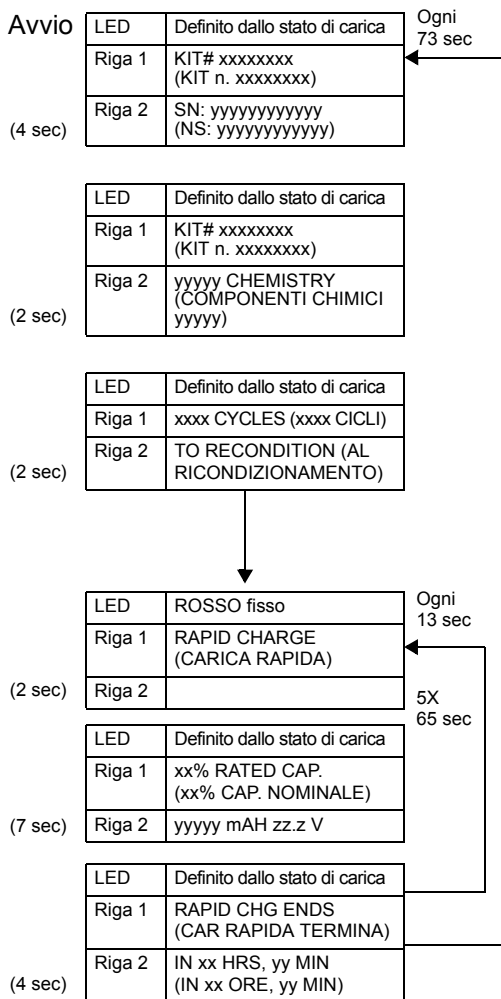 Avvio
LED Definito dallo stato di carica
Ogni
73 sec
Riga 1 KIT# xxxxxxxx
(KIT n. xxxxxxxx)
Riga 2 SN: yyyyyyyyyyyy
(NS: yyyyyyyyyyyy)
(4 sec)
LED Definito dallo stato di carica
Riga 1 KIT# xxxxxxxx
(KIT n. xxxxxxxx)
Riga 2 yyyyy CHEMISTRY
(COMPONENTI CHIMICI
yyyyy)
(2 sec)
LED Definito dallo stato di carica
Riga 1 xxxx CYCLES (xxxx CICLI)
Riga 2 TO RECONDITION (AL
RICONDIZIONAMENTO)
(2 sec)
LED ROSSO fisso
Ogni
13 sec
Riga 1 RAPID CHARGE
(CARICA RAPIDA)
Riga 2
(2 sec)
5X
65 sec
LED Definito dallo stato di carica
Riga 1 xx% RATED CAP.
(xx% CAP. NOMINALE)
(7 sec) Riga 2 yyyyy mAH zz.z V
LED Definito dallo stato di carica
Riga 1 RAPID CHG ENDS
(CAR RAPIDA TERMINA)
Riga 2 IN xx HRS, yy MIN
(IN xx ORE, yy MIN)
(4 sec)